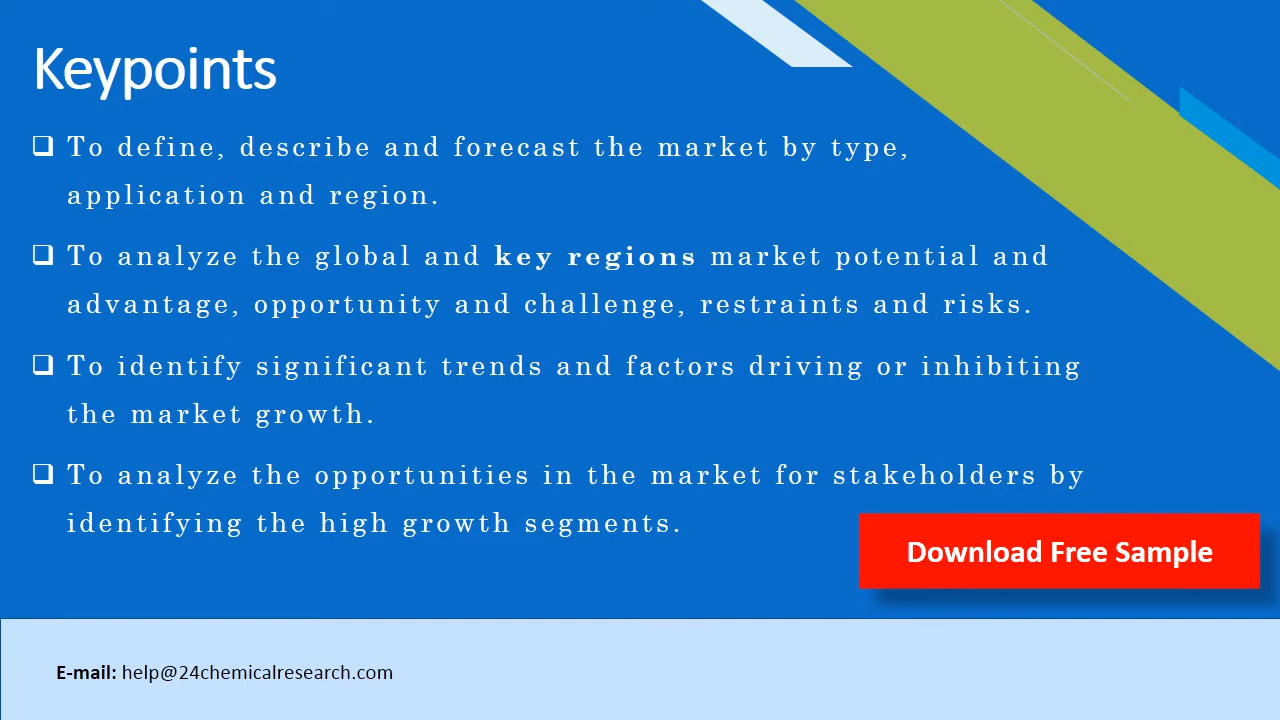 Keypoints
❑ To define, describe and forecast the market by type,
application and region.
❑ To analyze the global and key regions market potential and
advantage, opportunity and challenge, restraints and risks.
❑ To identify significant trends and factors driving or inhibiting
the market growth.
❑ To analyze the opportunities in the market for stakeholders by
identifying the high growth segments.
Download Free Sample
E-mail: help@24chemicalresearch.com